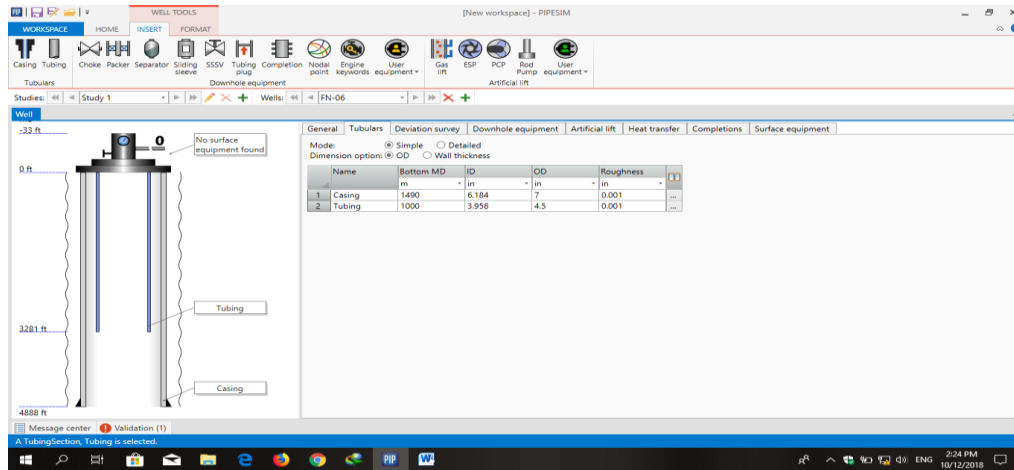 PIP
WELL TOOLS
[New workspace] - PIPESIM
WORKSPACE HOME INSERT FORMAT
Casing Tubing Choke Packer Separator Sliding sleeve SSSV Tubing plug Completion Nodal point Engine keywords User equipment Gas lift ESP PCP Rod Pump User equipment
Tubulars Downhole equipment Artificial lift
Studies: Study 1 Wells: FN-06
Well
-33 ft
0 ft
3281 ft
4888 ft
0
No surface
equipment found
Tubing
Casing
General Tubulars Deviation survey Downhole equipment Artificial lift Heat transfer Completions Surface equipment
Mode: Simple Detailed
Dimension option: OD Wall thickness
Name Bottom MD ID OD Roughness
m in in in
1 Casing 1490 6.184 7 0.001 ...
2 Tubing 1000 3.958 4.5 0.001 ...
Message center Validation (1)
A TubingSection, Tubing is selected.
PIP W ENG 2:24 PM
10/12/2018